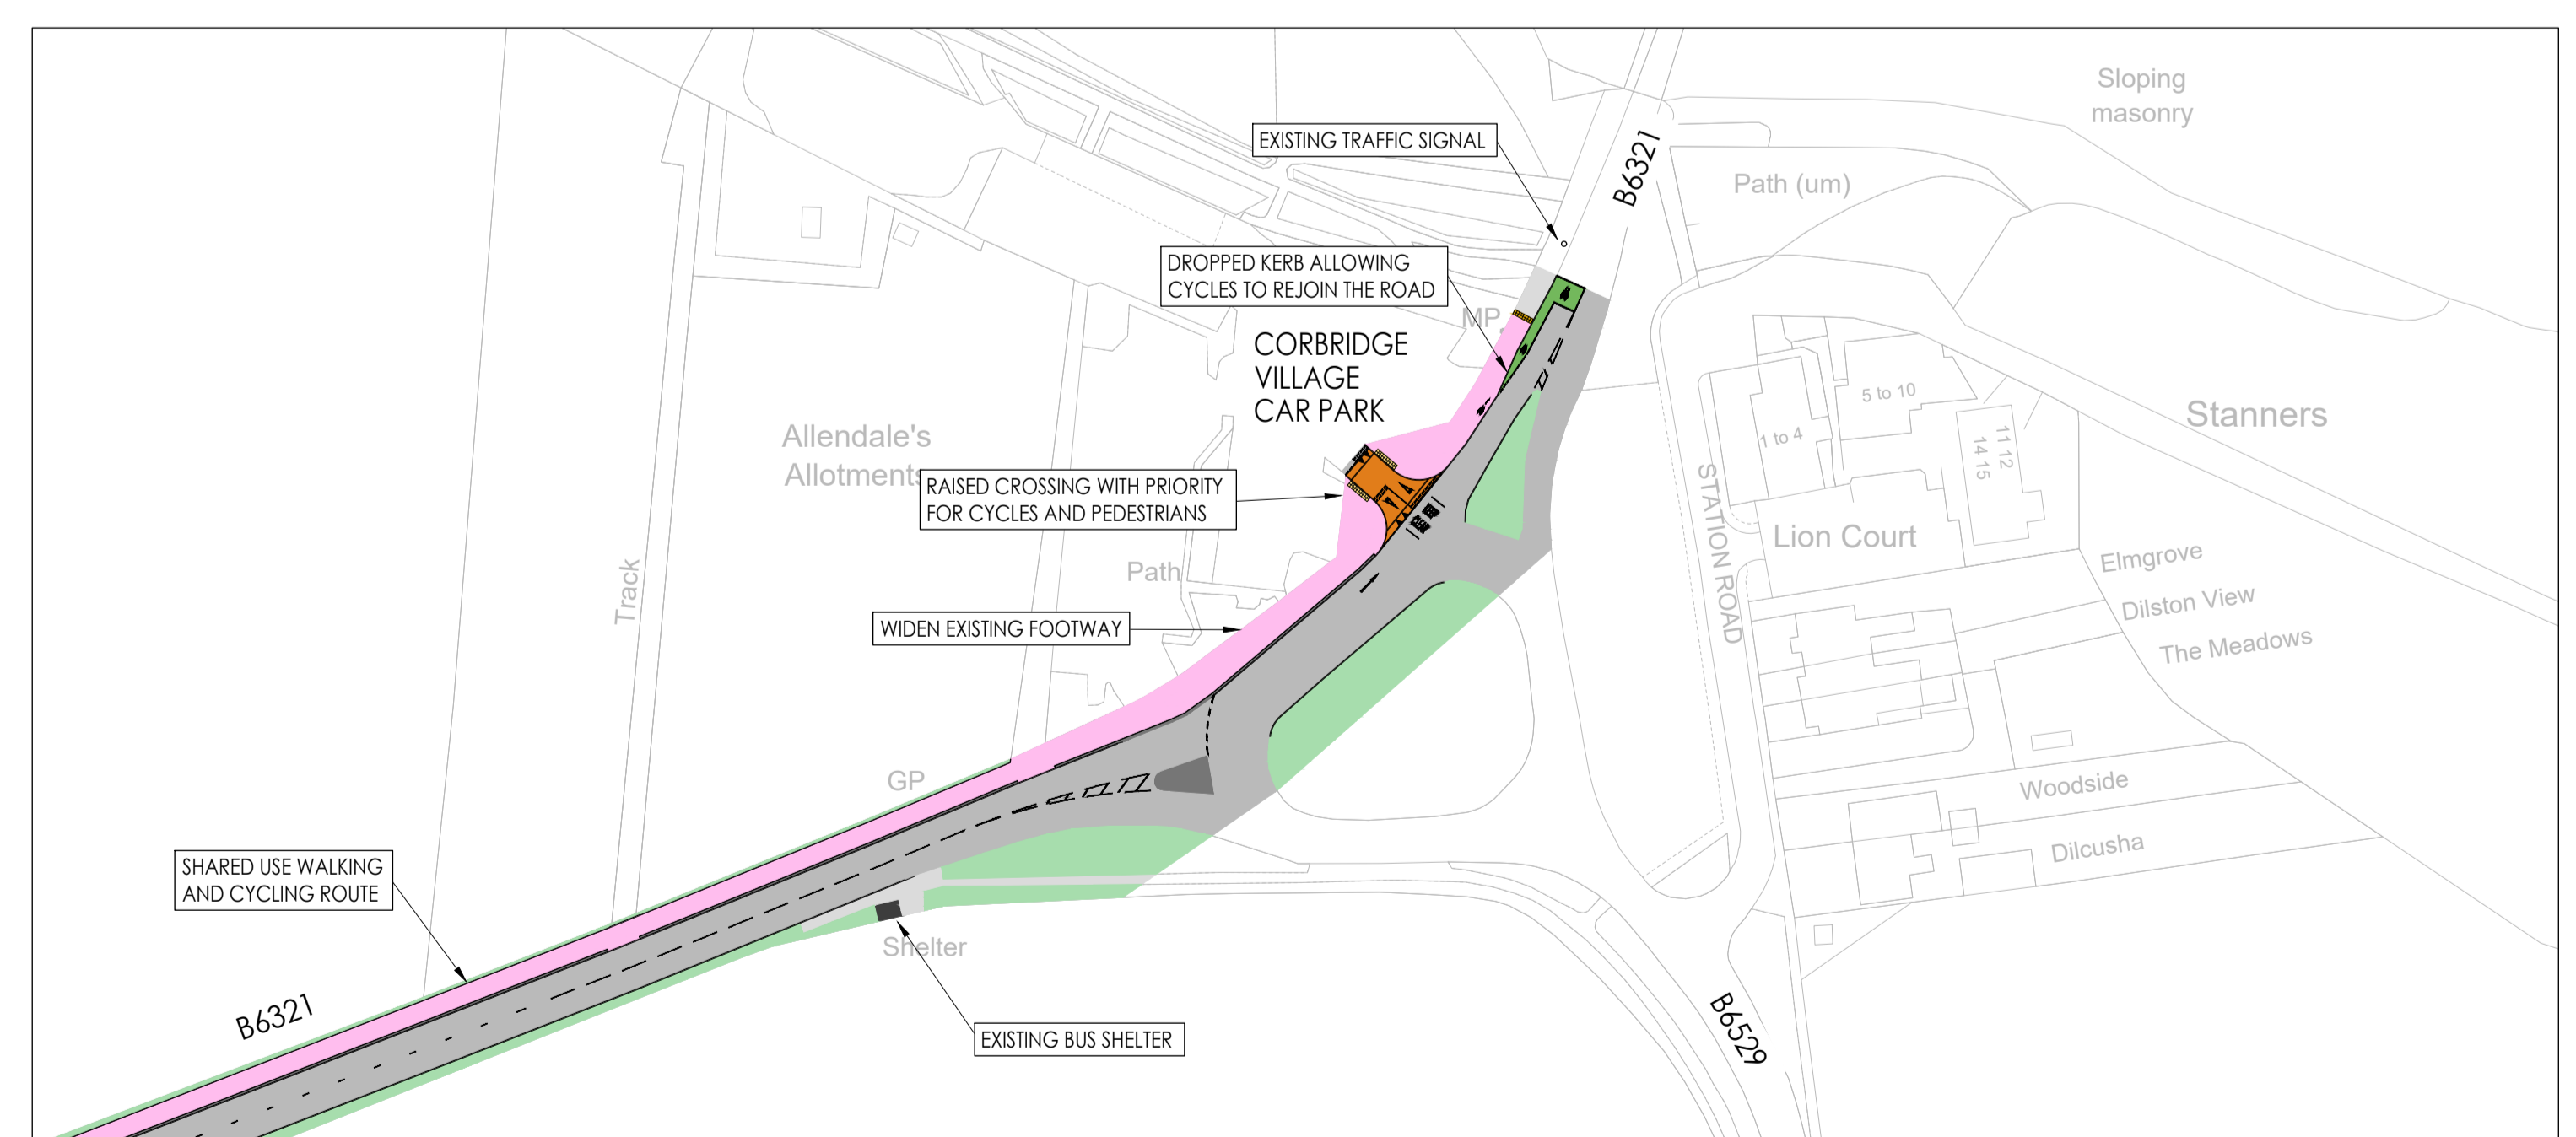 Sloping
masonry
EXISTING TRAFFIC SIGNAL
B6321
Path (um)
DROPPED KERB ALLOWING
CYCLES TO REJOIN THE ROAD
MP
CORBRIDGE
VILLAGE
CAR PARK
5 to 10
1 to 4
11 12
14 15
Stanners
Allendale's
Allotments
RAISED CROSSING WITH PRIORITY
FOR CYCLES AND PEDESTRIANS
KEEP
CLEAR
STATION ROAD
Lion Court
Elmgrove
Dilston View
The Meadows
Track
Path
WIDEN EXISTING FOOTWAY
GP
Woodside
Dilcusha
SHARED USE WALKING
AND CYCLING ROUTE
Shelter
B6321
EXISTING BUS SHELTER
B6529